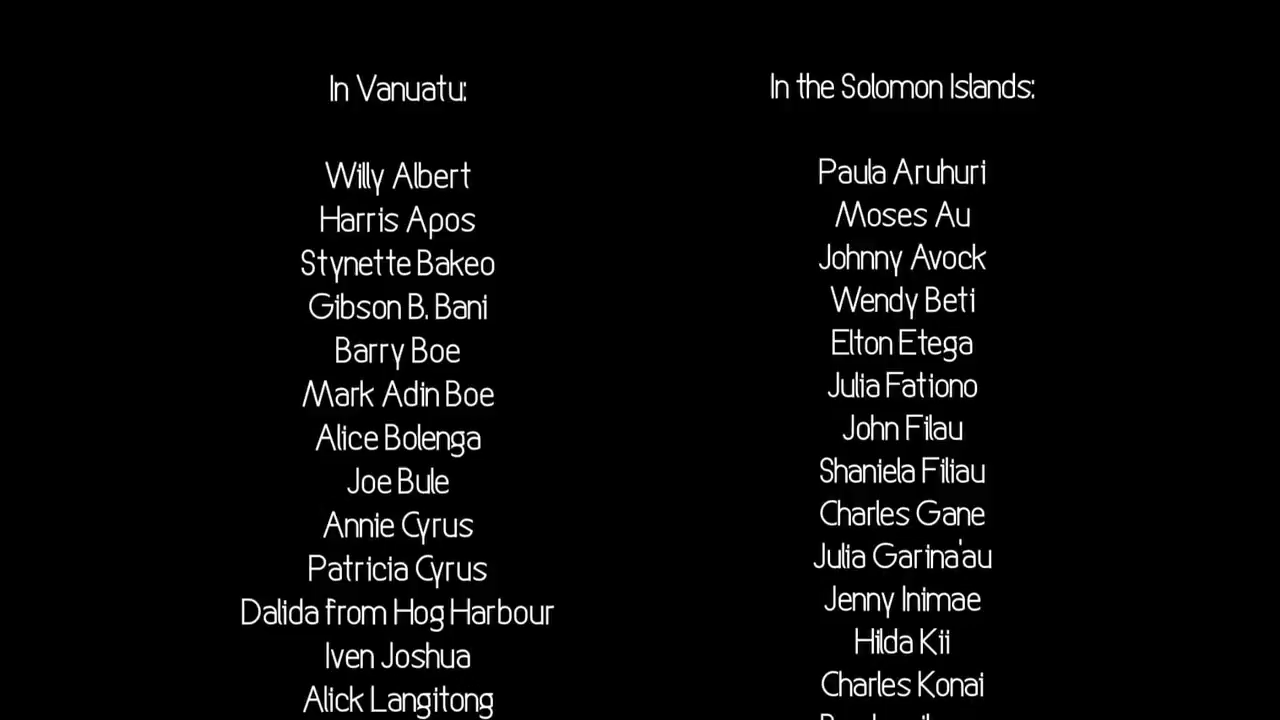 In Vanuatu:
Willy Albert
Harris Apos
Stynette Bakeo
Gibson B. Bani
Barry Boe
Mark Adin Boe
Alice Bolenga
Joe Bule
Annie Cyrus
Patricia Cyrus
Dalida from Hog Harbour
Iven Joshua
Alick Langitong
In the Solomon Islands:
Paula Aruhuri
Moses Au
Johnny Avock
Wendy Beti
Elton Etega
Julia Fationo
John Filau
Shaniela Filiau
Charles Gane
Julia Garina'au
Jenny Inimae
Hilda Kii
Charles Konai